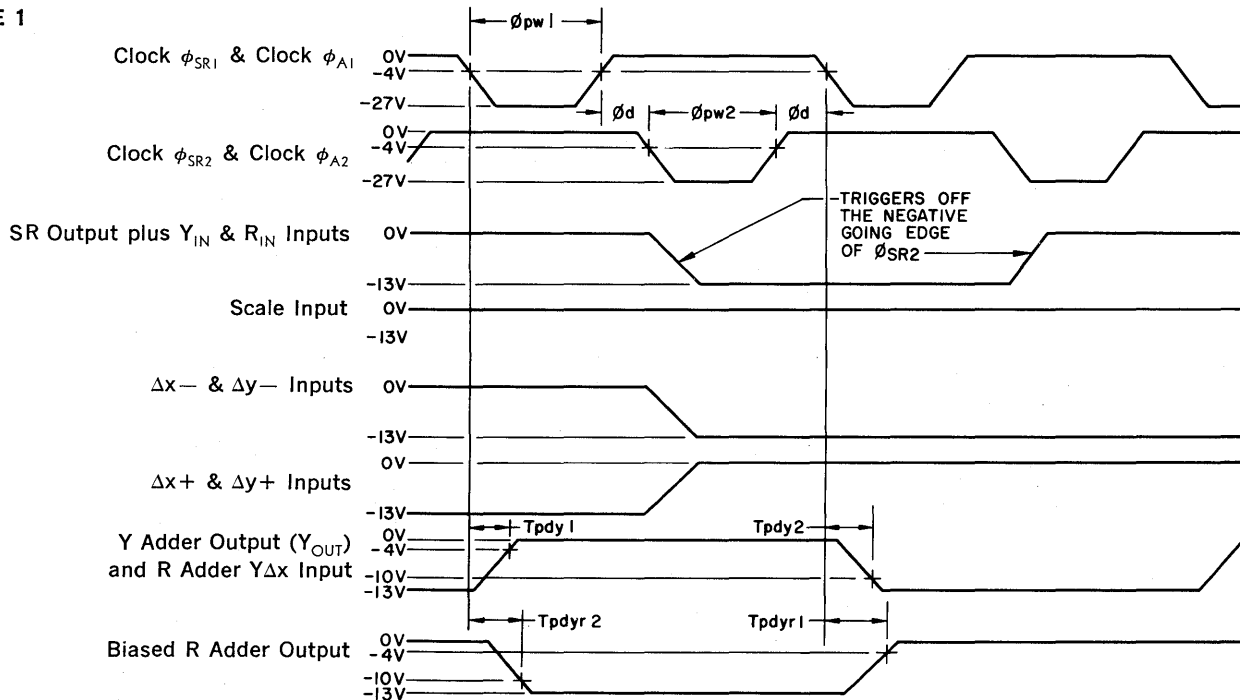 E 1
Øpw1
Clock ϕSR1 & Clock ϕA1
0V
-4V
-27V
Ød
Øpw2
Ød
Clock ϕSR2 & Clock ϕA2
0V
-4V
-27V
TRIGGERS OFF
THE NEGATIVE
GOING EDGE
OF ØSR2
SR Output plus YIN & RIN Inputs
0V
-13V
Scale Input
0V
-13V
Δx− & Δy− Inputs
0V
-13V
Δx+ & Δy+ Inputs
0V
-13V
Tpdy1
Tpdy2
Y Adder Output (YOUT)
and R Adder YΔx Input
0V
-4V
-10V
-13V
Tpdyr2
Tpdyr1
Biased R Adder Output
0V
-4V
-10V
-13V